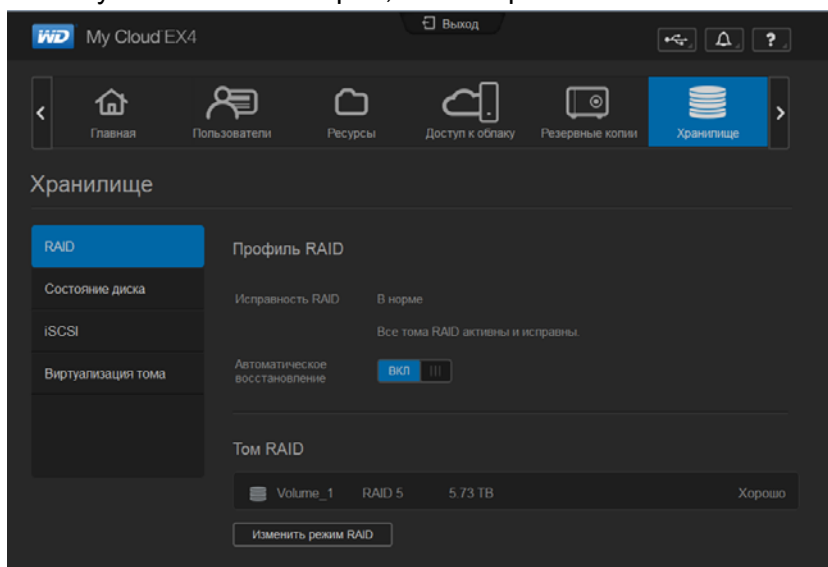 WD My Cloud EX4
Выход
?
Главная
Пользователи
Ресурсы
Доступ к облаку
Резервные копии
Хранилище
Хранилище
RAID
Состояние диска
iSCSI
Виртуализация тома
Профиль RAID
Исправность RAID В норме
Все тома RAID активны и исправны.
Автоматическое
восстановление
ВКЛ
Том RAID
Volume_1 RAID 5 5.73 TB Хорошо
Изменить режим RAID